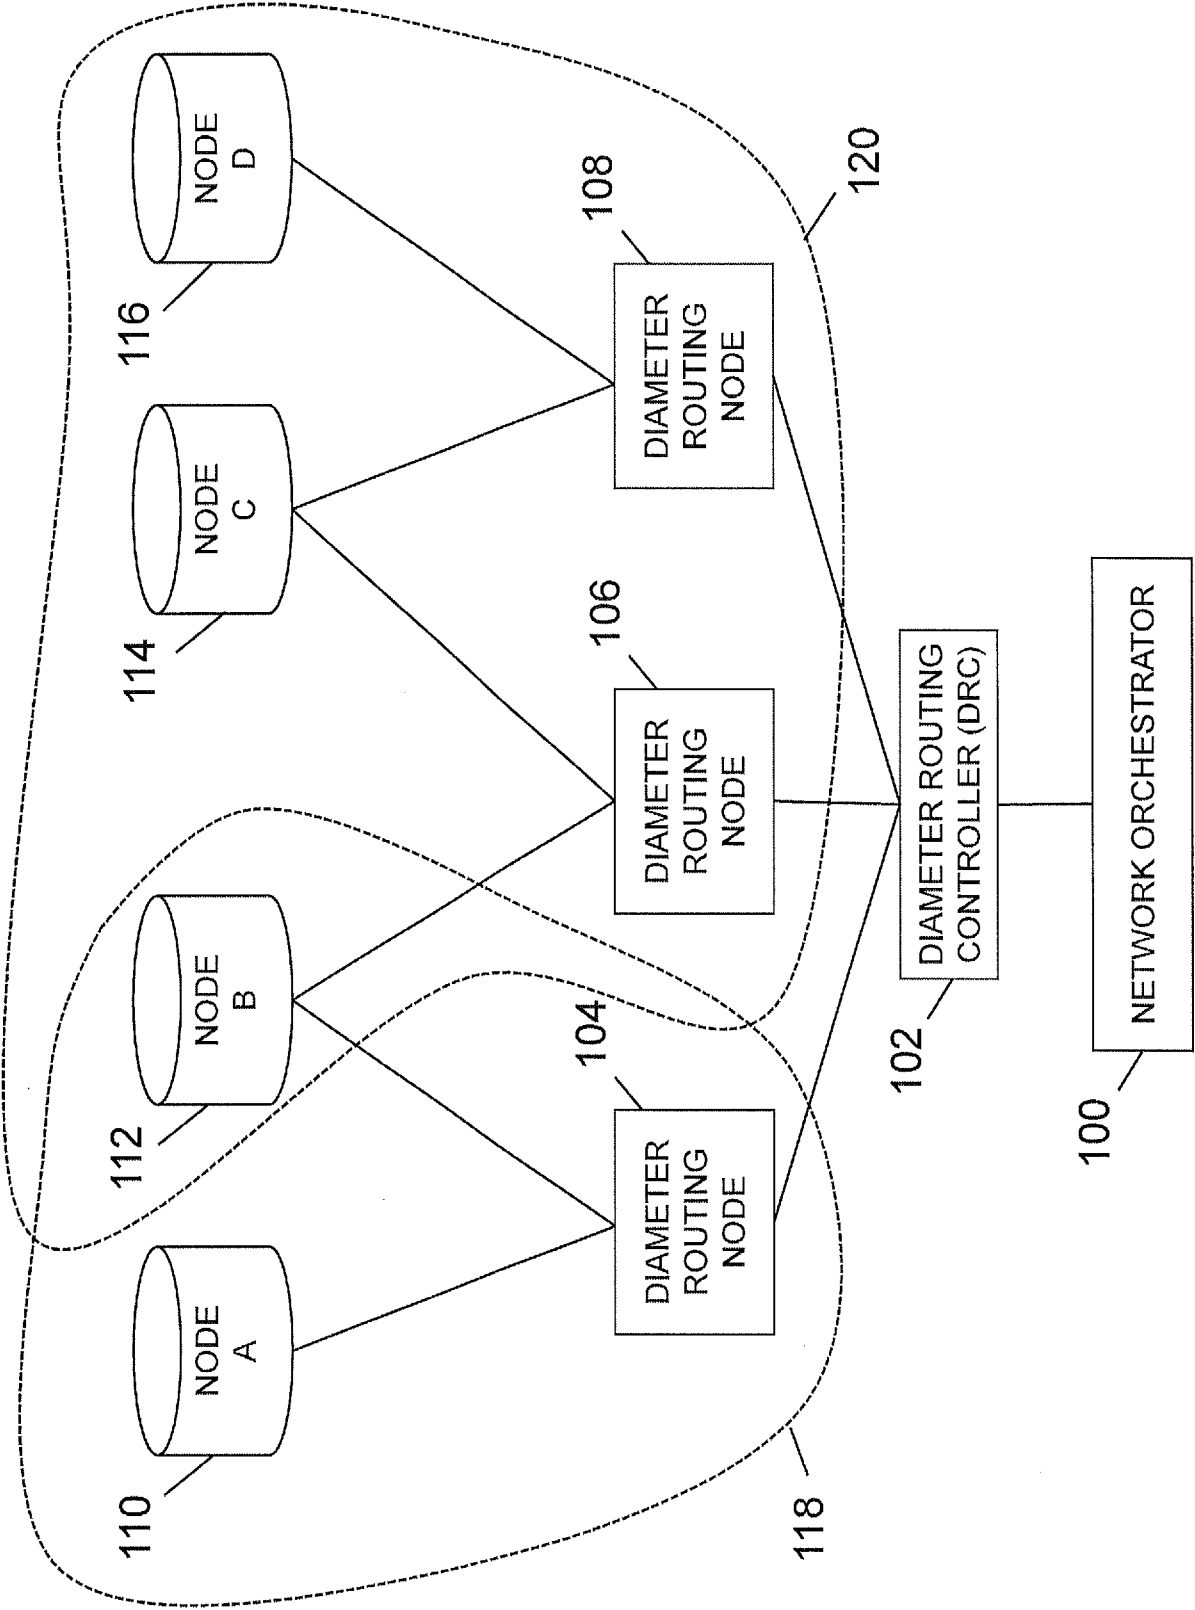 NODE
A
110
NODE
B
112
NODE
C
114
NODE
D
116
DIAMETER
ROUTING
NODE
104
DIAMETER
ROUTING
NODE
106
DIAMETER
ROUTING
NODE
108
118
120
DIAMETER ROUTING
CONTROLLER (DRC)
102
NETWORK ORCHESTRATOR
100